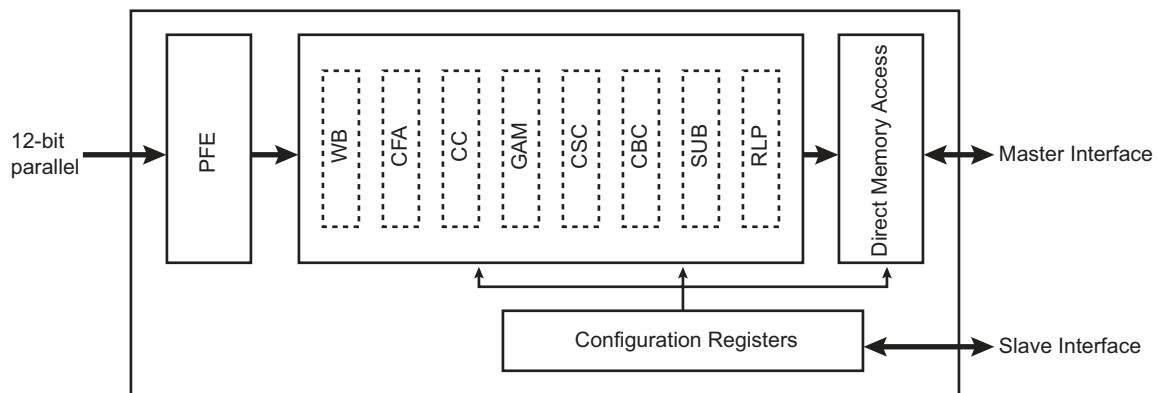 12-bit
parallel
PFE
WB
CFA
CC
GAM
CSC
CBC
SUB
RLP
Direct Memory Access
Master Interface
Configuration Registers
Slave Interface